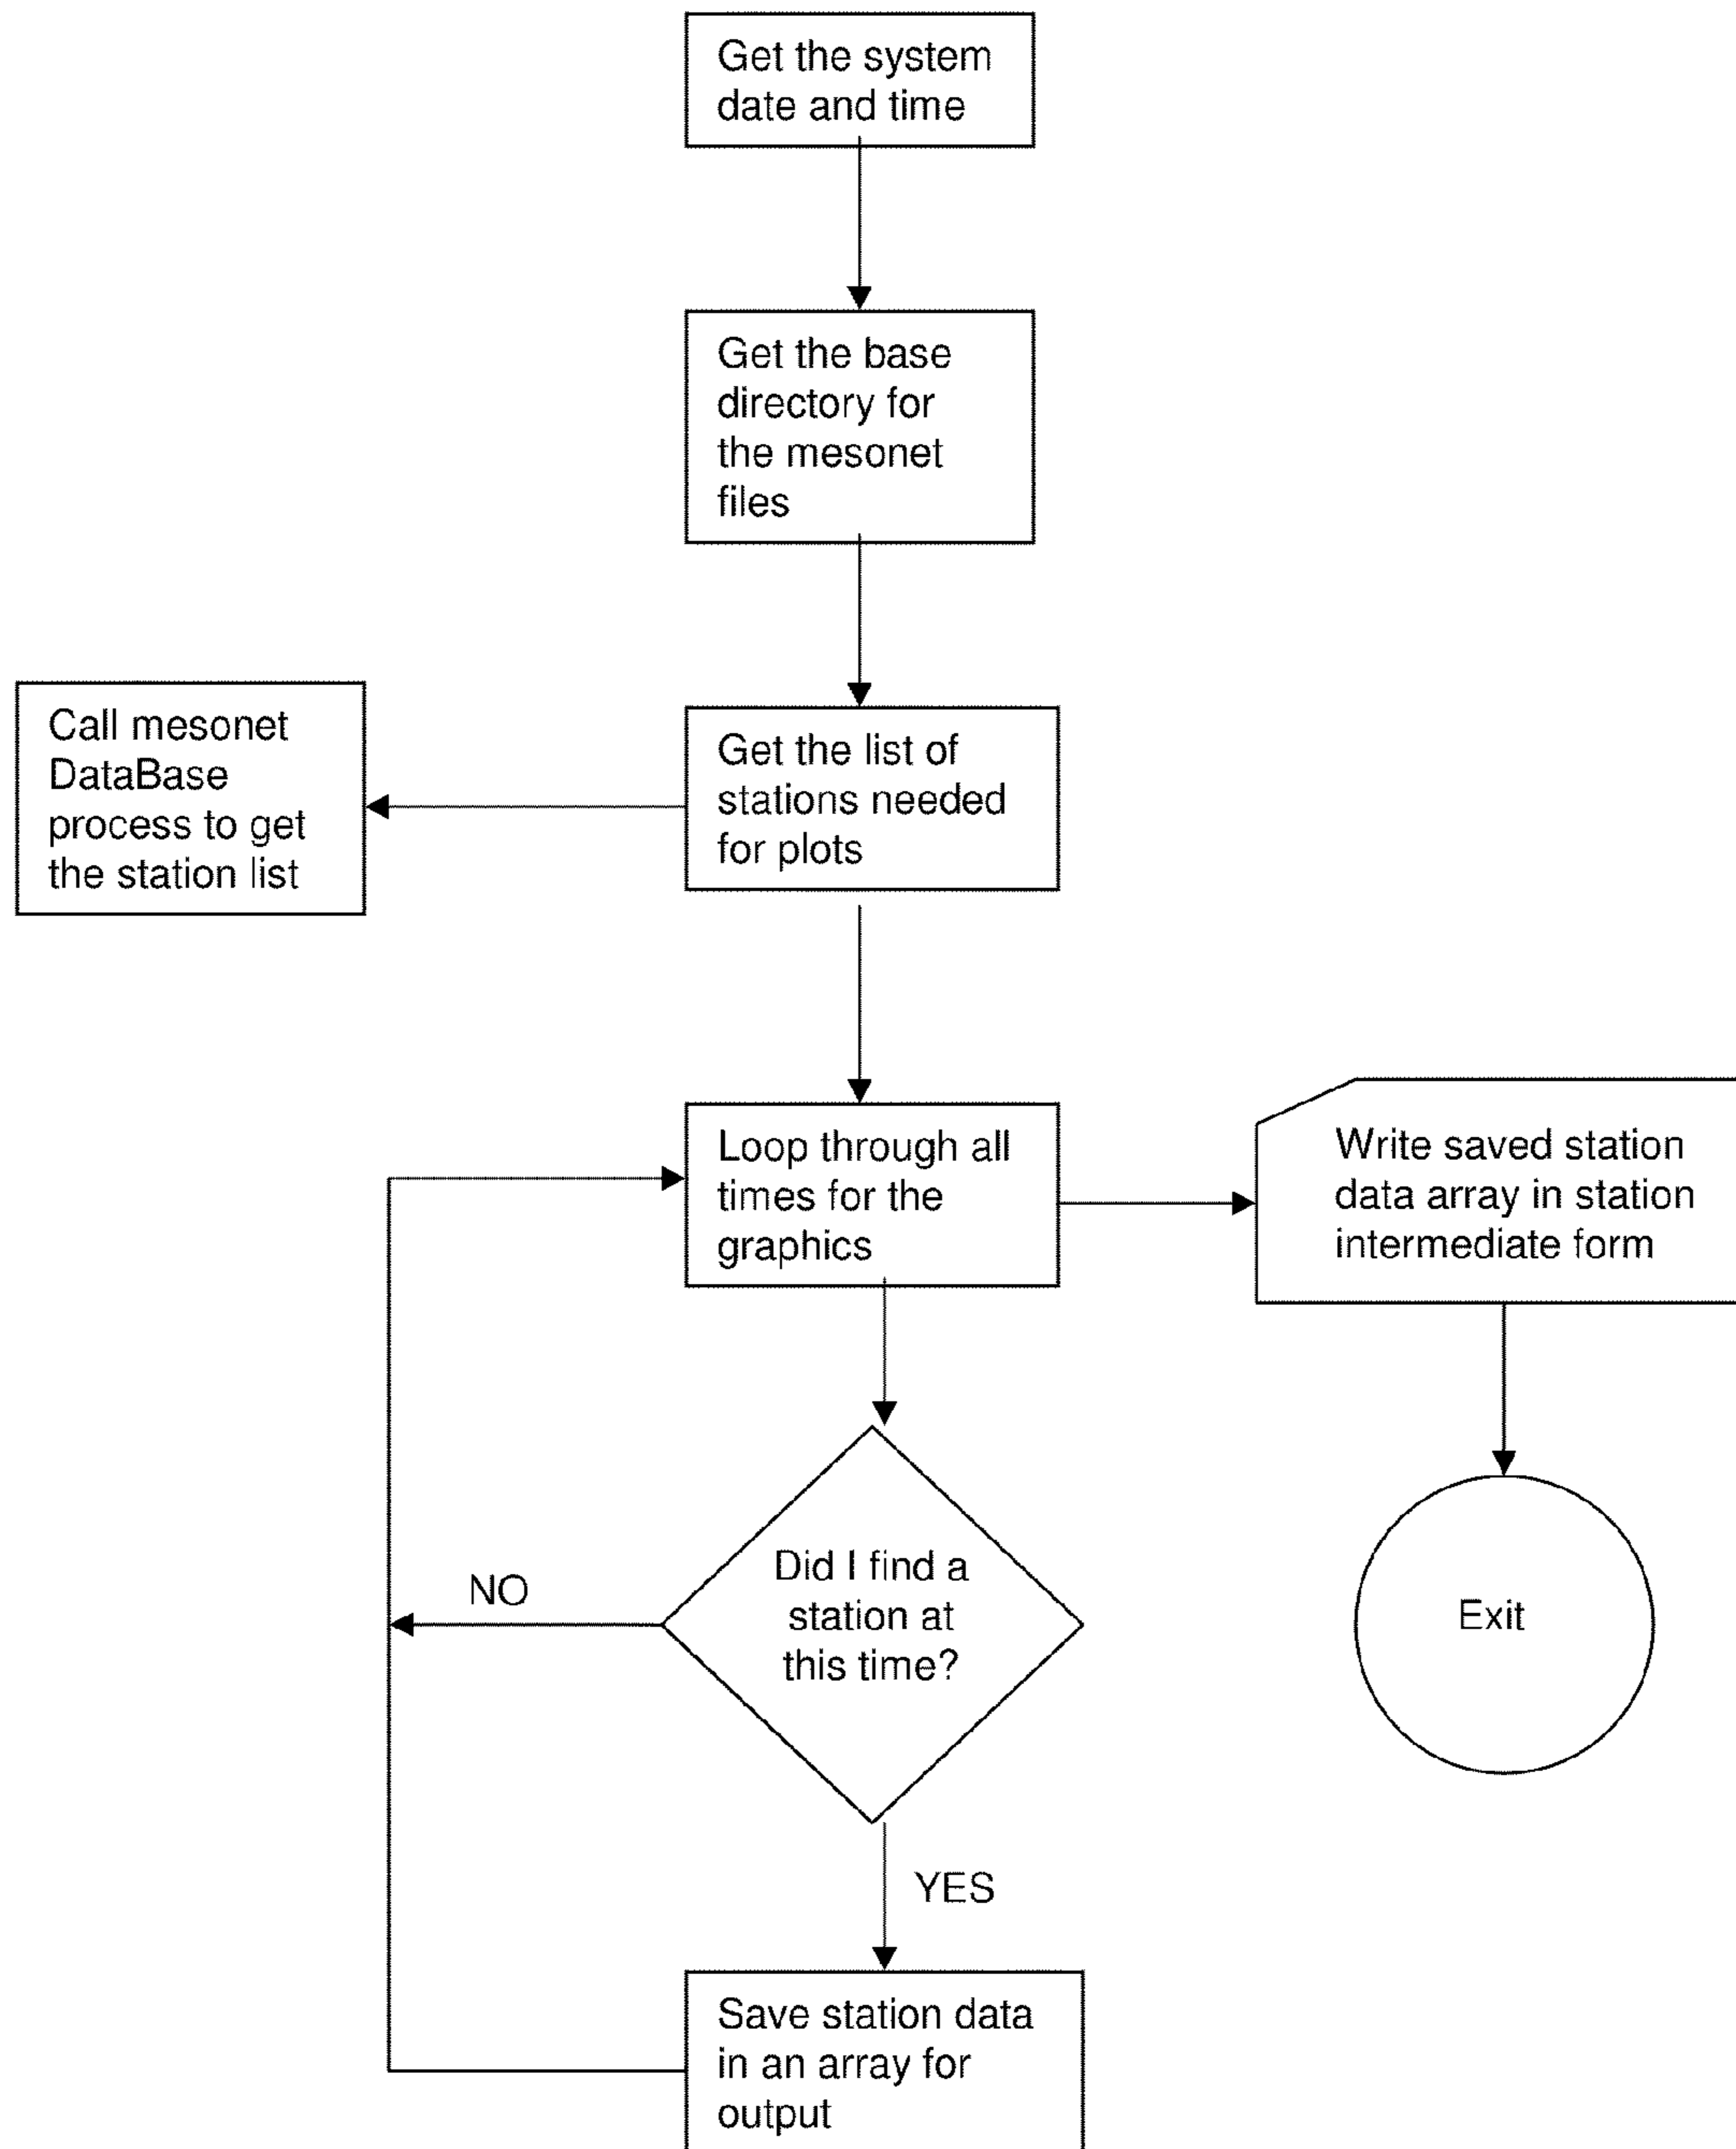 Get the system
date and time
Get the base
directory for
the mesonet
files
Call mesonet
DataBase
process to get
the station list
Get the list of
stations needed
for plots
Loop through all
times for the
graphics
Write saved station
data array in station
intermediate form
Did I find a
station at
this time?
NO
Exit
YES
Save station data
in an array for
output